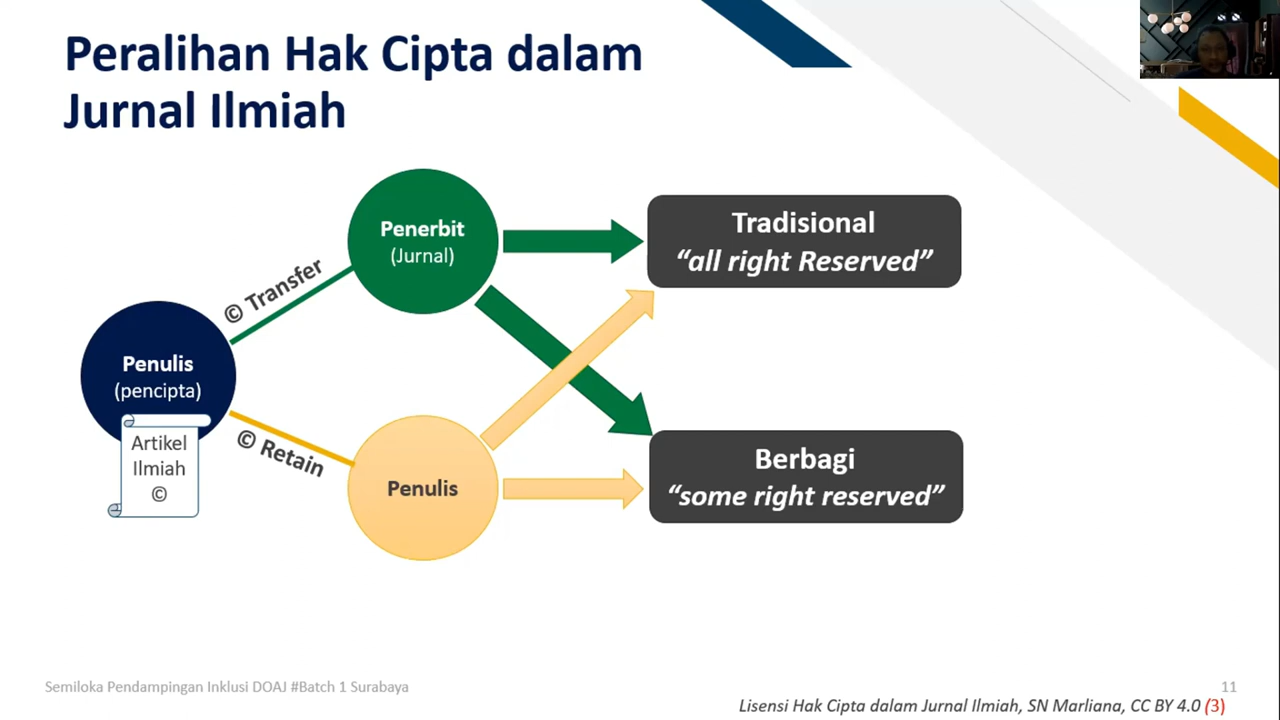 Peralihan Hak Cipta dalam
Jurnal Ilmiah
Penerbit
(Jurnal)
Tradisional
“all right Reserved”
© Transfer
Penulis
(pencipta)
Artikel
Ilmiah
©
© Retain
Penulis
Berbagi
“some right reserved”
Semiloka Pendampingan Inklusi DOAJ #Batch 1 Surabaya
11
Lisensi Hak Cipta dalam Jurnal Ilmiah, SN Marliana, CC BY 4.0 (3)